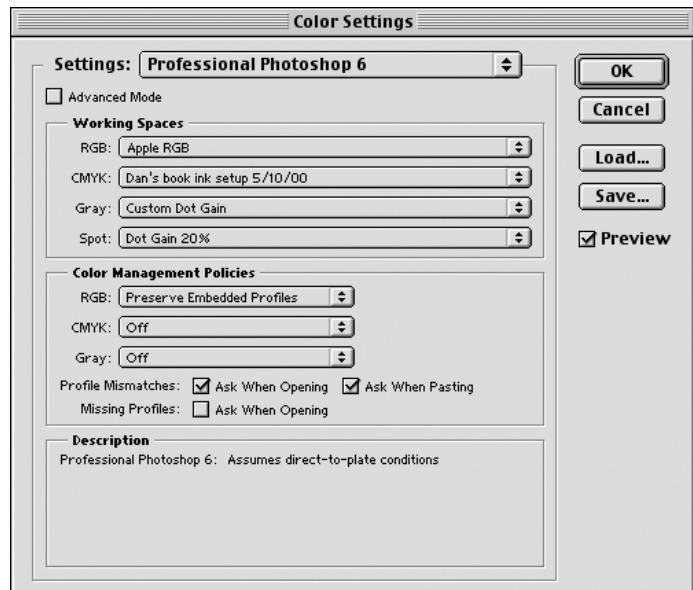 Color Settings
Settings: Professional Photoshop 6
OK
Advanced Mode
Cancel
Working Spaces
RGB: Apple RGB
Load...
CMYK: Dan's book ink setup 5/10/00
Save...
Gray: Custom Dot Gain
Spot: Dot Gain 20%
Preview
Color Management Policies
RGB: Preserve Embedded Profiles
CMYK: Off
Gray: Off
Profile Mismatches: Ask When Opening Ask When Pasting
Missing Profiles: Ask When Opening
Description
Professional Photoshop 6: Assumes direct-to-plate conditions